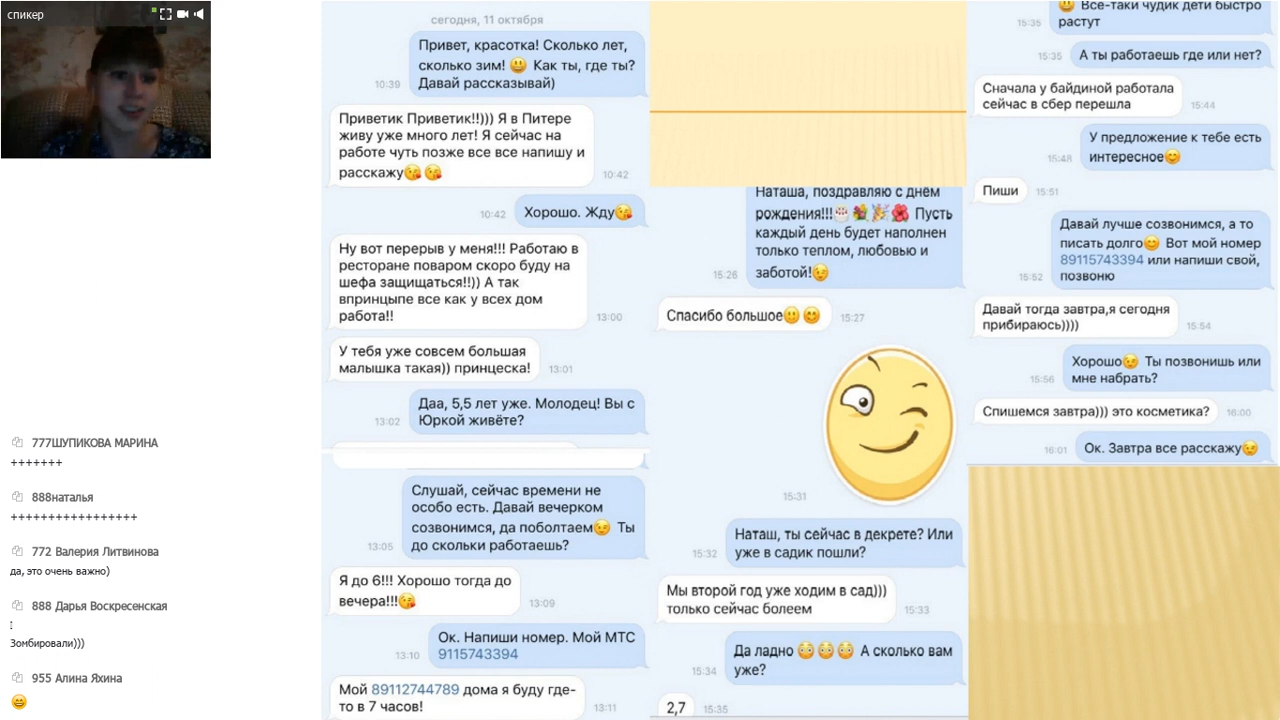 спикер
777ШУПИКОВА МАРИНА
+++++++
888наталья
+++++++++++++++++
772 Валерия Литвинова
да, это очень важно)
888 Дарья Воскресенская
Зомбировали)))
955 Алина Яхина
сегодня, 11 октября
Привет, красотка! Сколько лет,
сколько зим! 😃 Как ты, где ты?
Давай рассказывай)
10:39
Приветик Приветик!!))) Я в Питере
живу уже много лет! Я сейчас на
работе чуть позже все все напишу и
расскажу😘😘
10:42
10:42
Хорошо. Жду😘
Ну вот перерыв у меня!!! Работаю в
ресторане поваром скоро буду на
шефа защищаться!!)) А так
впринцыпе все как у всех дом
работа!!
13:00
У тебя уже совсем большая
малышка такая)) принцеска!
13:01
Даа, 5,5 лет уже. Молодец! Вы с
Юркой живёте?
13:02
Слушай, сейчас времени не
особо есть. Давай вечерком
созвонимся, да поболтаем😉 Ты
до скольки работаешь?
13:05
Я до 6!!! Хорошо тогда до
вечера!!!😘
13:09
Ок. Напиши номер. Мой МТС
9115743394
13:10
Мой 89112744789 дома я буду где-
то в 7 часов!
13:11
Наташа, поздравляю с днем
рождения!!!🎂💐🎉🌺 Пусть
каждый день будет наполнен
только теплом, любовью и
заботой!😉
15:26
Спасибо большое🙂😊
15:27
15:31
Наташ, ты сейчас в декрете? Или
уже в садик пошли?
15:32
Мы второй год уже ходим в сад)))
только сейчас болеем
15:33
Да ладно 😳😳😳 А сколько вам
уже?
15:34
2,7
15:35
😃 Все-таки чудик дети быстро
растут
15:35
А ты работаешь где или нет?
15:35
Сначала у байдиной работала
сейчас в сбер перешла
15:44
У предложение к тебе есть
интересное😊
15:48
Пиши
15:51
Давай лучше созвонимся, а то
писать долго😊 Вот мой номер
89115743394 или напиши свой,
позвоню
15:52
Давай тогда завтра,я сегодня
прибираюсь))))
15:54
Хорошо😉 Ты позвонишь или
мне набрать?
15:56
Спишемся завтра))) это косметика?
16:00
Ок. Завтра все расскажу😉
16:01